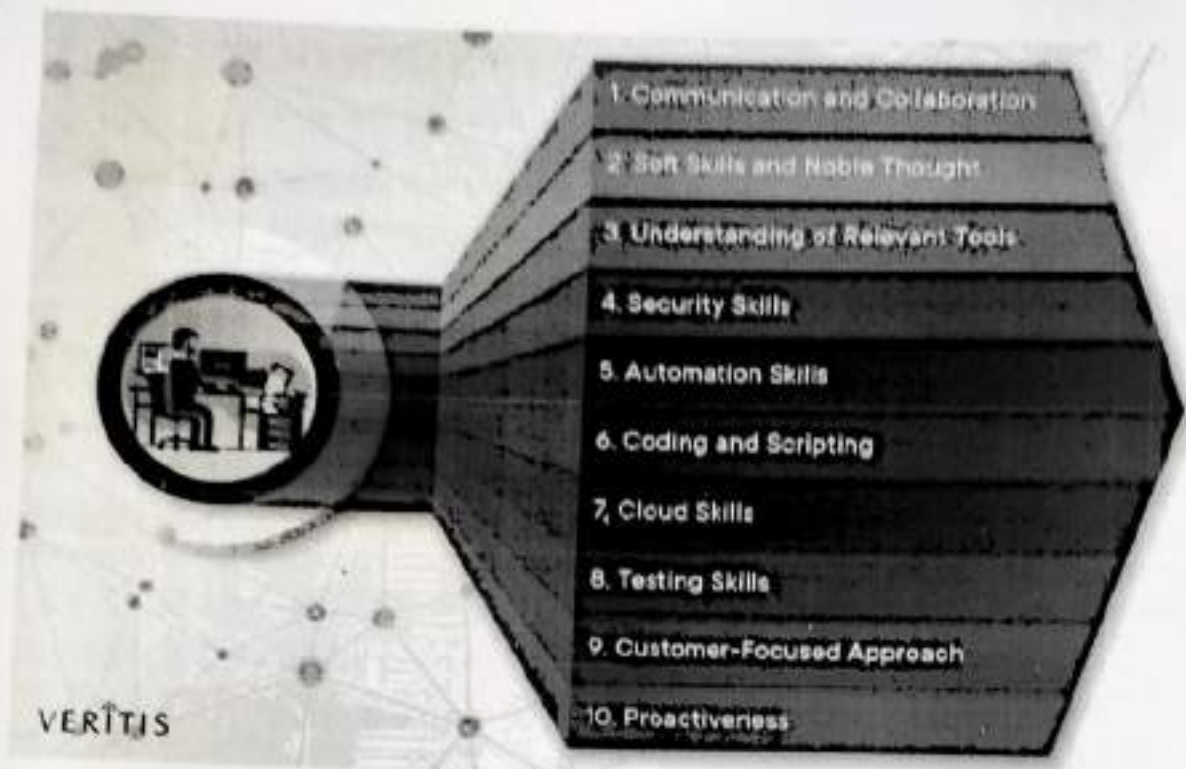 1. Communication and Collaboration
2. Soft Skills and Noble Thought
3. Understanding of Relevant Tools
4. Security Skills
5. Automation Skills
6. Coding and Scripting
7. Cloud Skills
8. Testing Skills
9. Customer-Focused Approach
10. Proactiveness
VERITIS